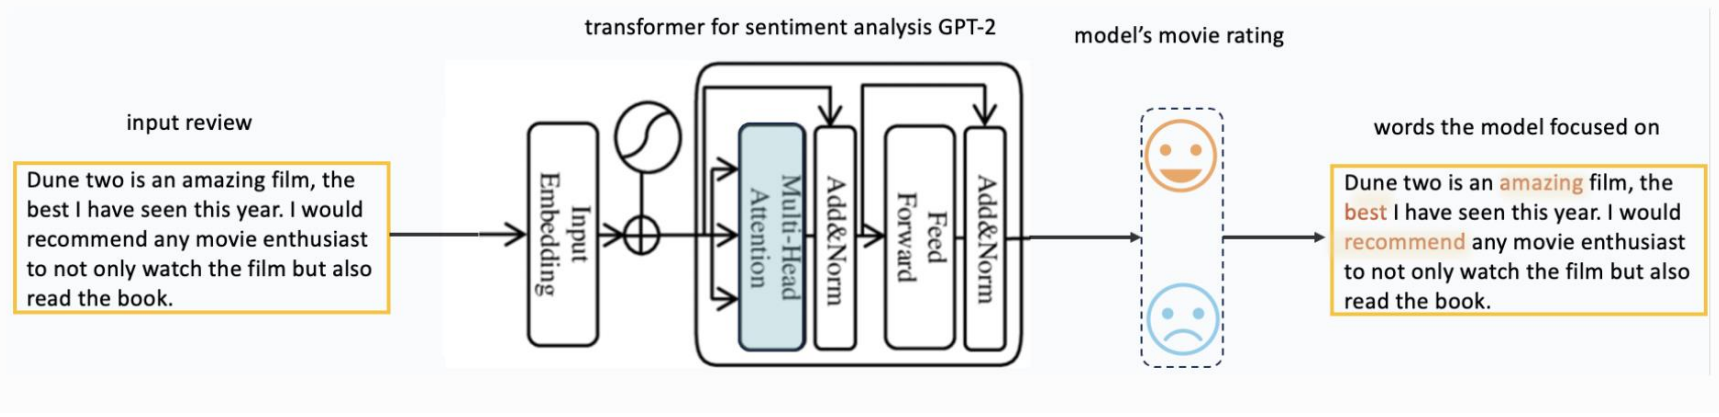 transformer for sentiment analysis GPT-2
model's movie rating
input review
words the model focused on
Dune two is an amazing film, the
best I have seen this year. I would
recommend any movie enthusiast
to not only watch the film but also
read the book.
Input
Embedding
Multi-Head
Attention
Add&Norm
Feed
Forward
Add&Norm
Dune two is an amazing film, the
best I have seen this year. I would
recommend any movie enthusiast
to not only watch the film but also
read the book.